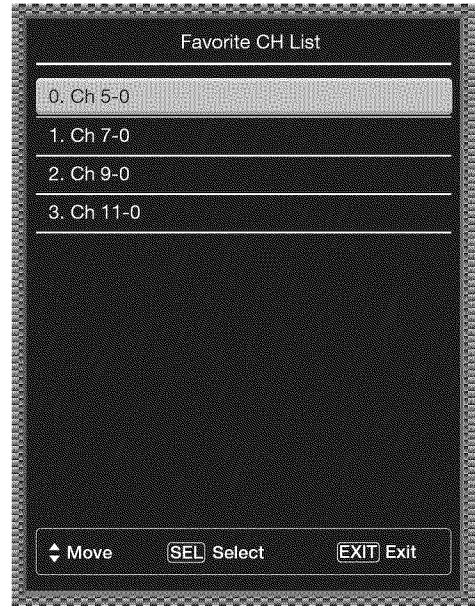 Favorite CH List
0. Ch 5-0
1. Ch 7-0
2. Ch 9-0
3. Ch 11-0
Move SEL Select EXIT Exit